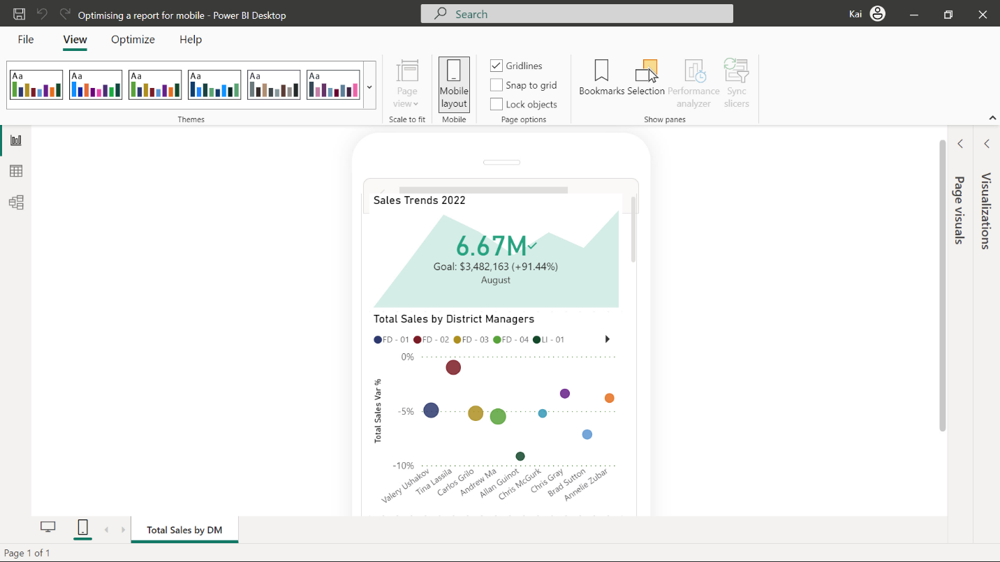 Optimising a report for mobile - Power BI Desktop
Search
Kai
File
View
Optimize
Help
Aa
Aa
Aa
Aa
Aa
Aa
Themes
Page
view
Scale to fit
Mobile
layout
Mobile
Gridlines
Snap to grid
Lock objects
Page options
Bookmarks
Selection
Performance
analyzer
Sync
slicers
Show panes
Sales Trends 2022
6.67M
Goal: $3,482,163 (+91.44%)
August
Total Sales by District Managers
FD - 01
FD - 02
FD - 03
FD - 04
LI - 01
Total Sales Var %
0%
-5%
-10%
Valery Ushakov
Tina Lassila
Carlos Grilo
Andrew Ma
Allan Guinot
Chris McGurk
Chris Gray
Brad Sutton
Annelie Zubar
Page visuals
Visualizations
Total Sales by DM
Page 1 of 1